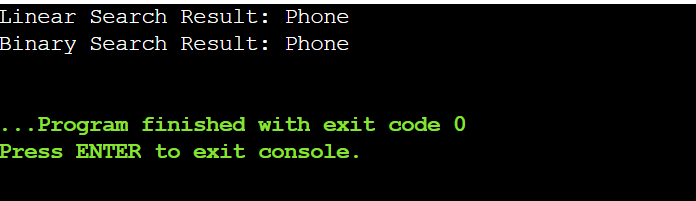 Linear Search Result: Phone
Binary Search Result: Phone
...Program finished with exit code 0
Press ENTER to exit console.